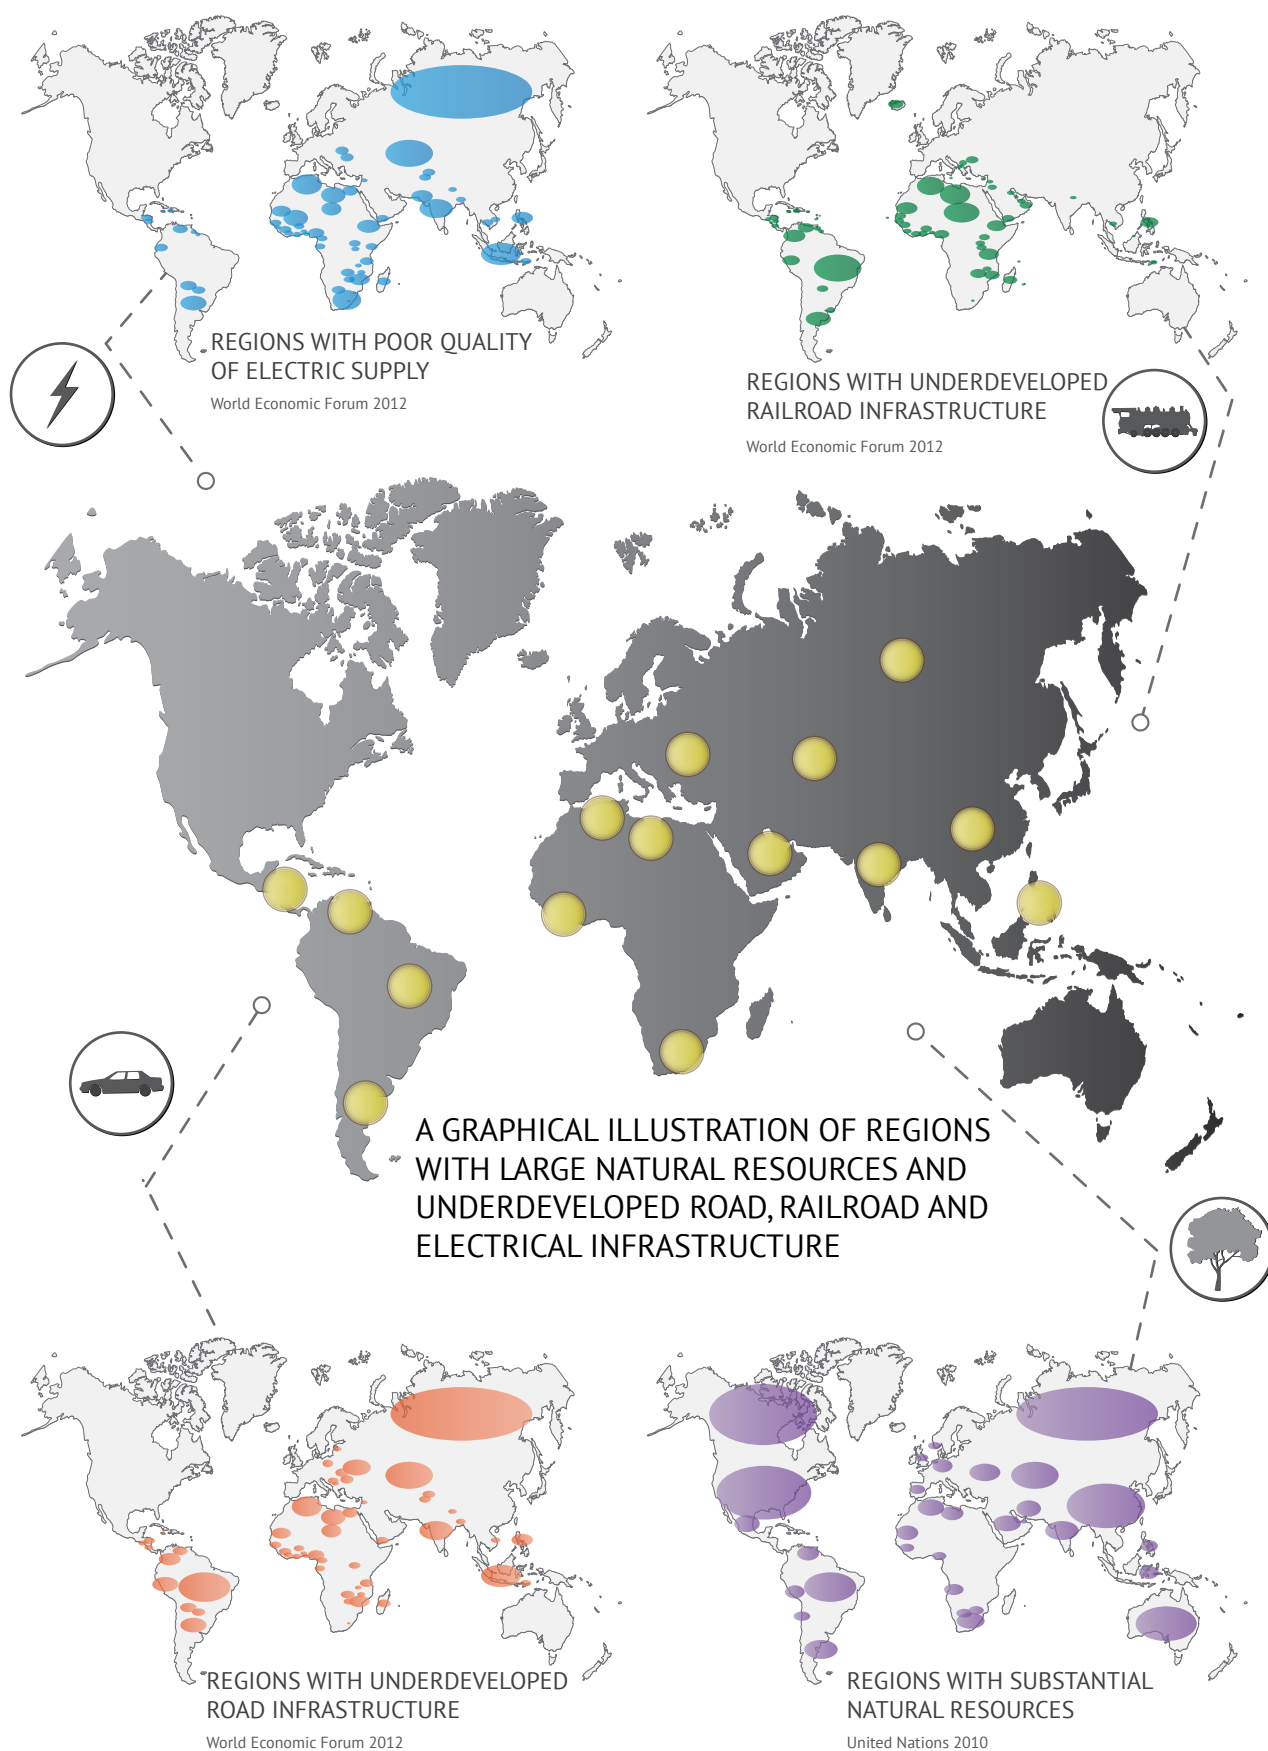 REGIONS WITH POOR QUALITY
OF ELECTRIC SUPPLY
World Economic Forum 2012
REGIONS WITH UNDERDEVELOPED
RAILROAD INFRASTRUCTURE
World Economic Forum 2012
A GRAPHICAL ILLUSTRATION OF REGIONS
WITH LARGE NATURAL RESOURCES AND
UNDERDEVELOPED ROAD, RAILROAD AND
ELECTRICAL INFRASTRUCTURE
REGIONS WITH UNDERDEVELOPED
ROAD INFRASTRUCTURE
World Economic Forum 2012
REGIONS WITH SUBSTANTIAL
NATURAL RESOURCES
United Nations 2010